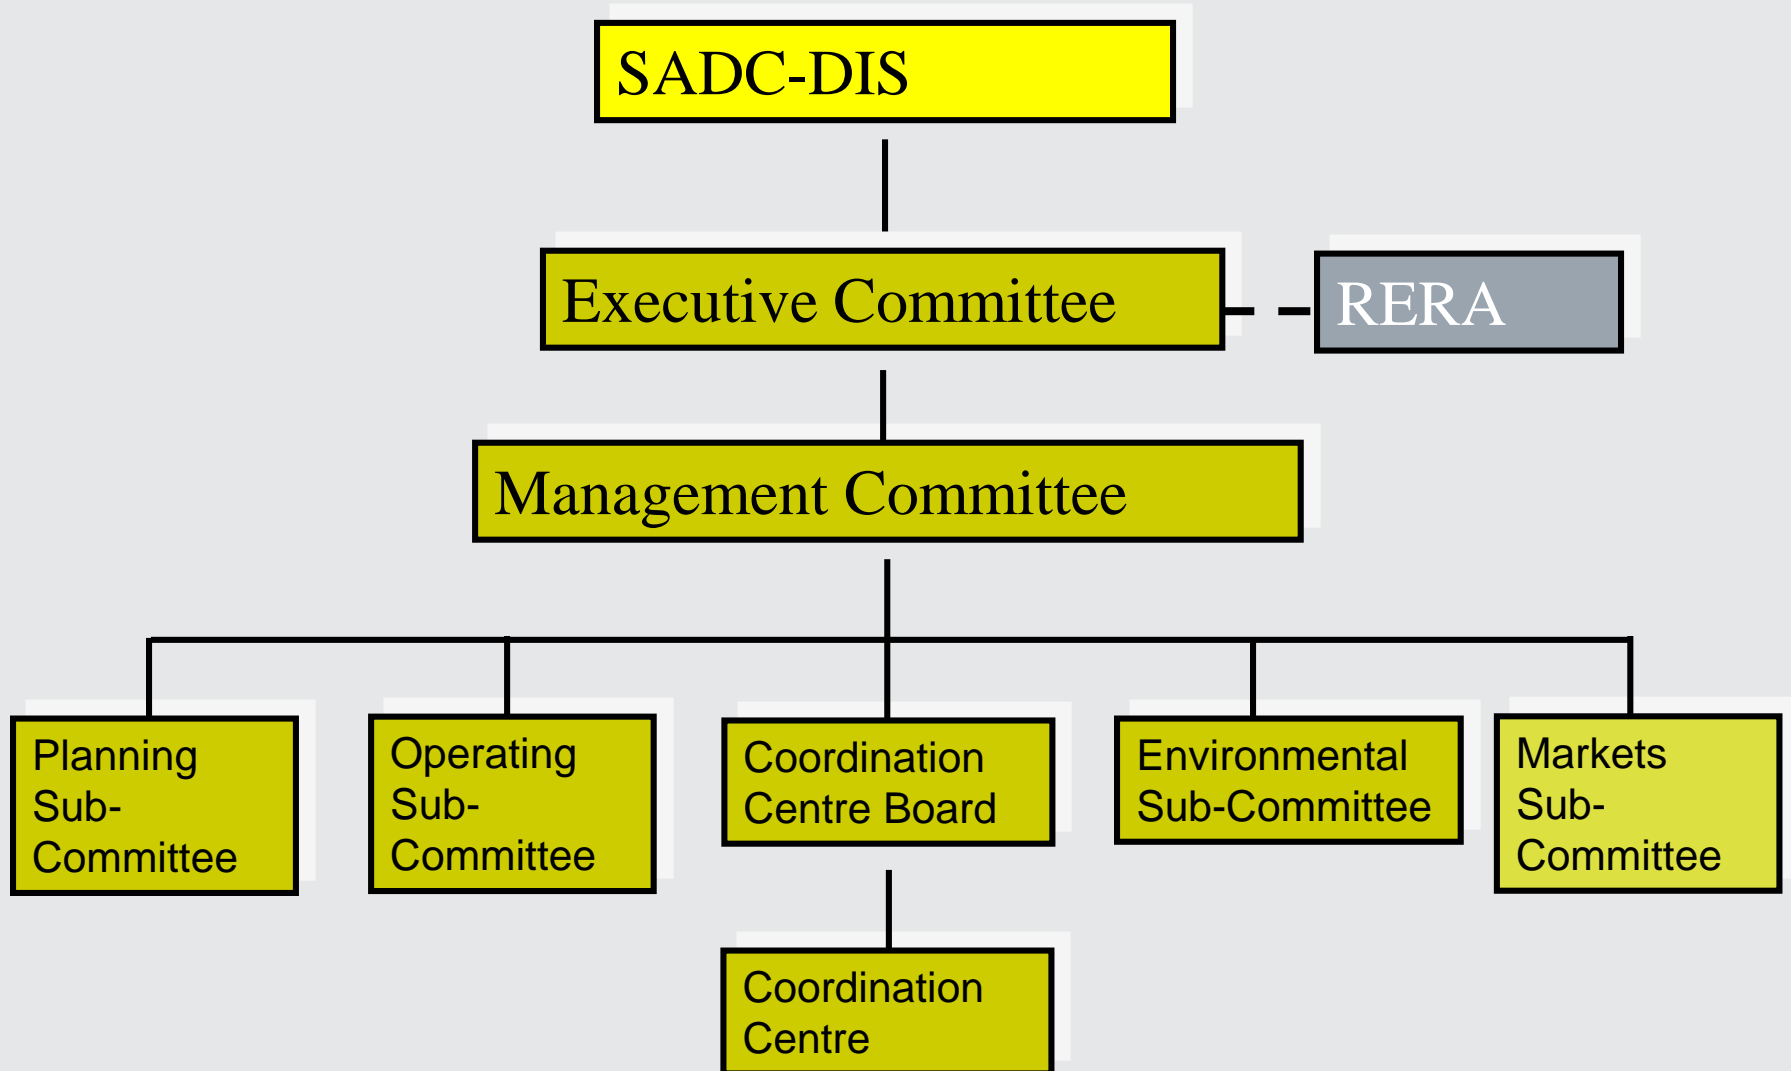 SADC-DIS
Executive Committee
RERA
Management Committee
Planning
Sub-
Committee
Operating
Sub-
Committee
Coordination
Centre Board
Environmental
Sub-Committee
Markets
Sub-
Committee
Coordination
Centre